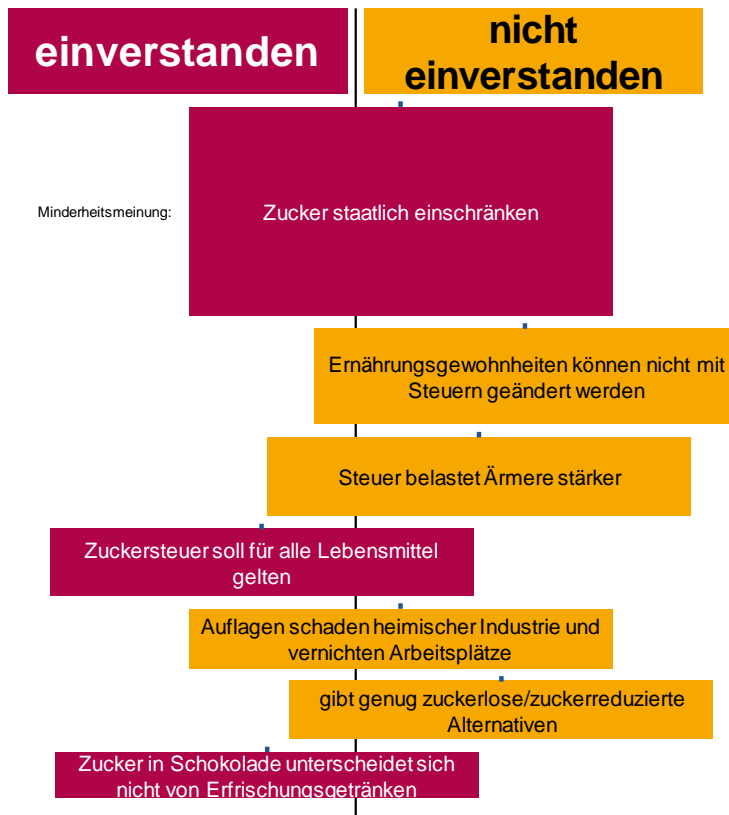 einverstanden
nicht
einverstanden
Minderheitsmeinung:
Zucker staatlich einschränken
Ernährungsgewohnheiten können nicht mit
Steuern geändert werden
Steuer belastet Ärmere stärker
Zuckersteuer soll für alle Lebensmittel
gelten
Auflagen schaden heimischer Industrie und
vernichten Arbeitsplätze
gibt genug zuckerlose/zuckerreduzierte
Alternativen
Zucker in Schokolade unterscheidet sich
nicht von Erfrischungsgetränken